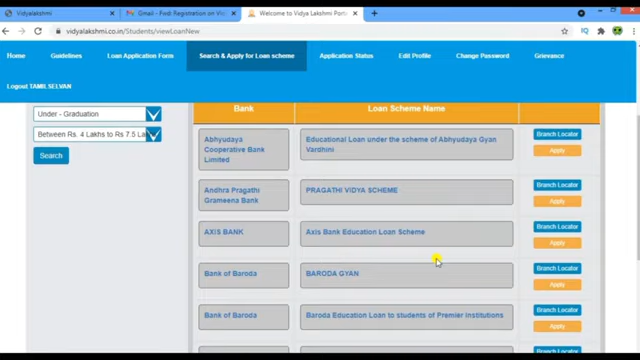 Vidyalakshmi
Gmail - Fwd: Registration on Vi
Welcome to Vidya Lakshmi Port
vidyalakshmi.co.in/Students/viewLoanNew
Home
Guidelines
Loan Application Form
Search & Apply for Loan scheme
Application Status
Edit Profile
Change Password
Grievance
Logout TAMILSELVAN
Under - Graduation
Between Rs. 4 Lakhs to Rs 7.5 La
Search
Bank
Loan Scheme Name
Abhyudaya
Cooperative Bank
Limited
Educational Loan under the scheme of Abhyudaya Gyan
Vardhini
Branch Locator
Apply
Andhra Pragathi
Grameena Bank
PRAGATHI VIDYA SCHEME
Branch Locator
Apply
AXIS BANK
Axis Bank Education Loan Scheme
Branch Locator
Apply
Bank of Baroda
BARODA GYAN
Branch Locator
Apply
Bank of Baroda
Baroda Education Loan to students of Premier Institutions
Branch Locator
Apply